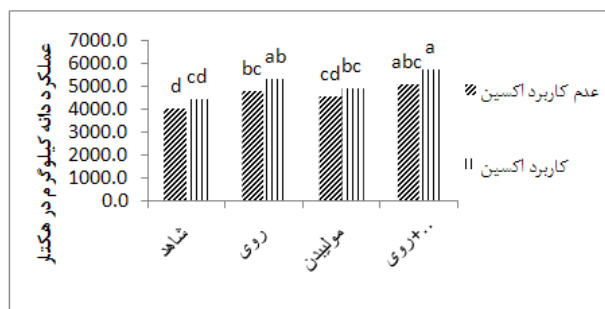 عملکرد دانه کیلوگرم در هکتار
7000.0
6000.0
5000.0
4000.0
3000.0
2000.0
1000.0
0.0
d cd bc ab cd bc abc a
شاهد
روی
مولیبدن
روی+..
عدم کاربرد اکسین
کاربرد اکسین